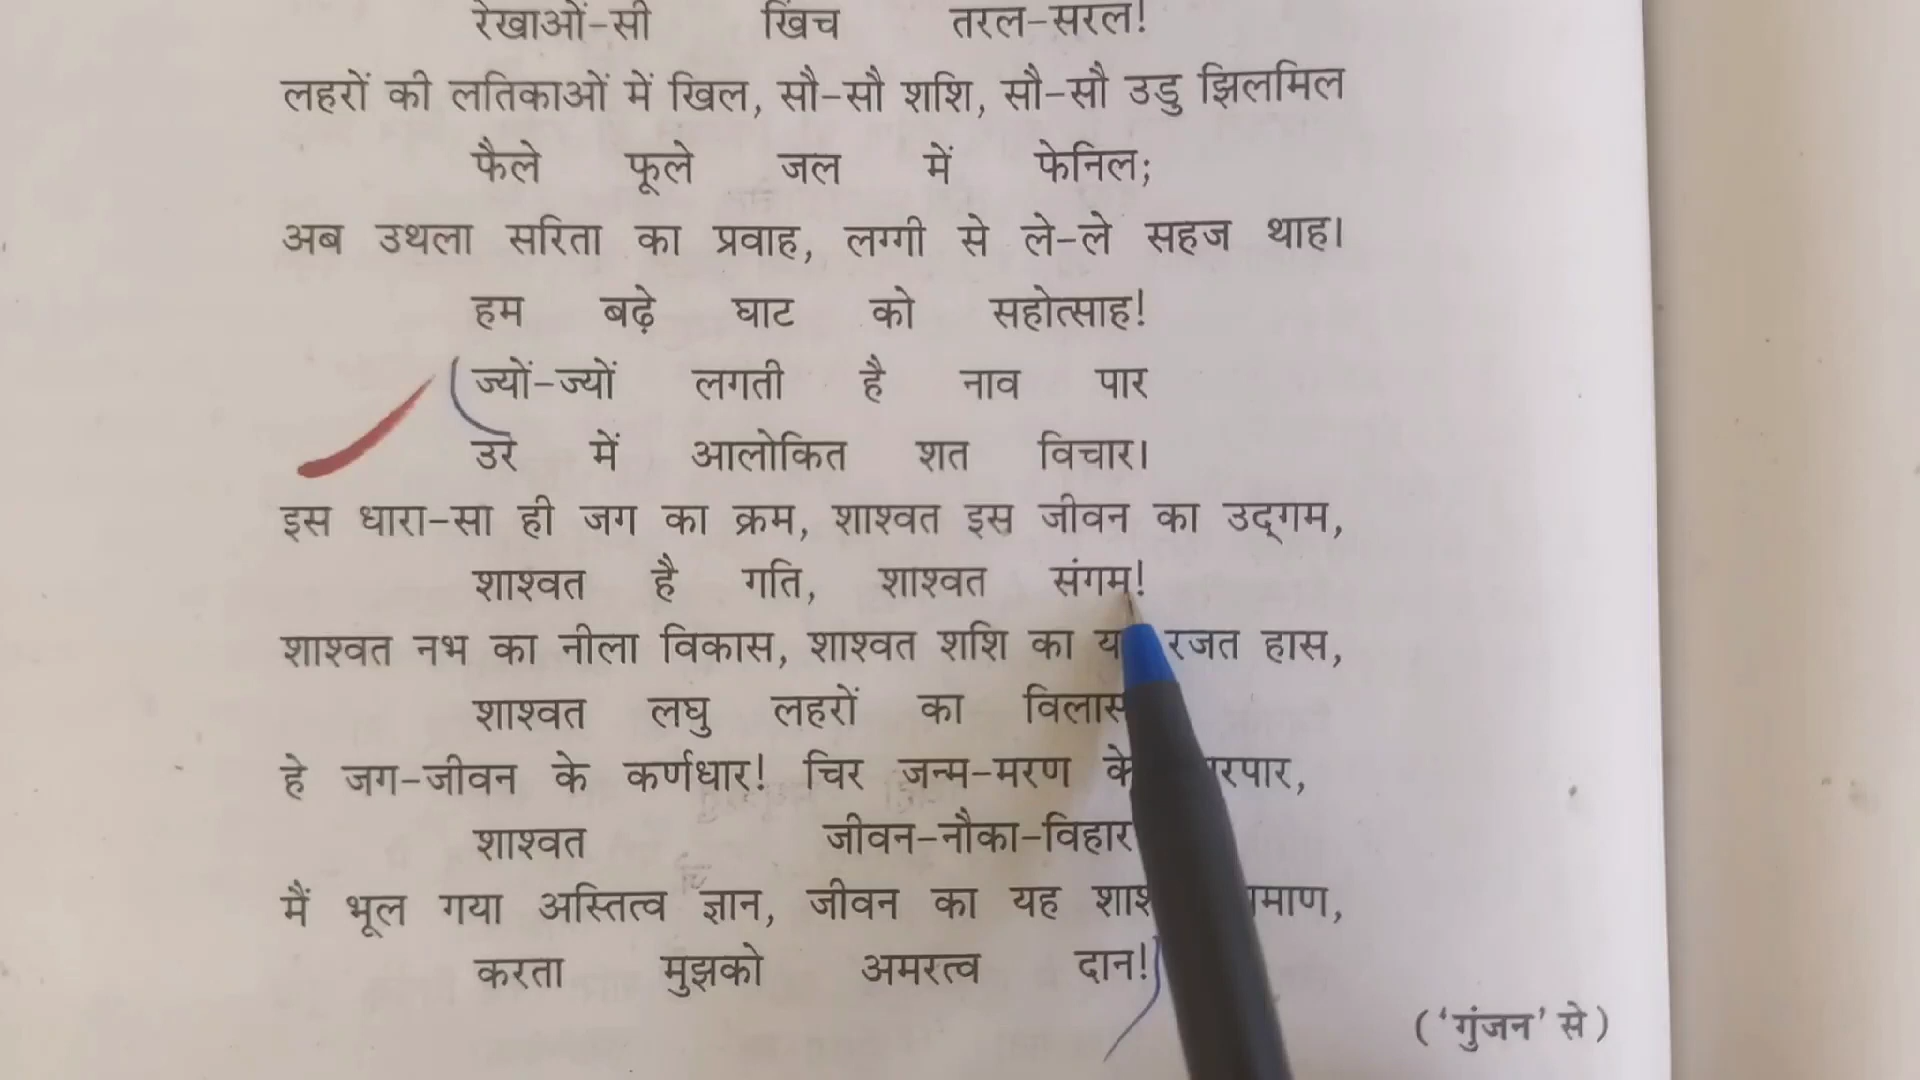 रेखाओं-सी खिंच तरल-सरल!
लहरों की लतिकाओं में खिल, सौ-सौ शशि, सौ-सौ उडु झिलमिल
फैले फूले जल में फेनिल;
अब उथला सरिता का प्रवाह, लग्गी से ले-ले सहज थाह।
हम बढ़े घाट को सहोत्साह!
ज्यों-ज्यों लगती है नाव पार
उर में आलोकित शत विचार।
इस धारा-सा ही जग का क्रम, शाश्वत इस जीवन का उद्‌गम,
शाश्वत है गति, शाश्वत संगम!
शाश्वत नभ का नीला विकास, शाश्वत शशि का रजत हास,
शाश्वत लघु लहरों का विलास
हे जग-जीवन के कर्णधार! चिर जन्म-मरण के
शाश्वत जीवन-नौका-विहार
मैं भूल गया अस्तित्व ज्ञान, जीवन का यह
करता मुझको अमरत्व दान!
('गुंजन' से)